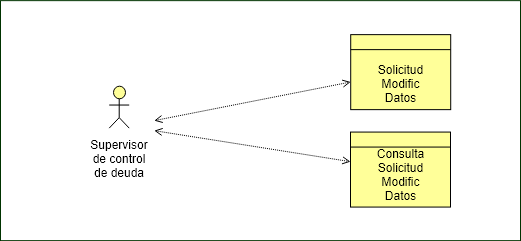 Solicitud
Modific
Datos
Supervisor
de control
de deuda
Consulta
Solicitud
Modific
Datos